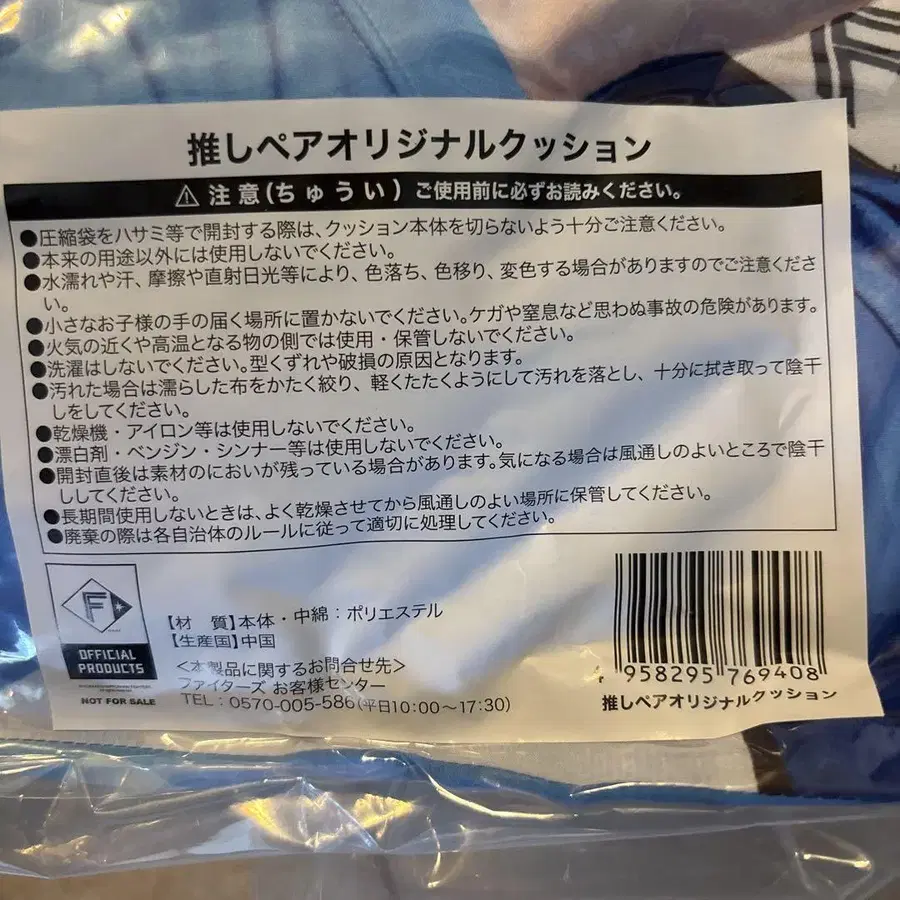 推しペアオリジナルクッション
⚠ 注意(ちゅうい) ご使用前に必ずお読みください。
●圧縮袋をハサミ等で開封する際は、クッション本体を切らないよう十分ご注意ください。
●本来の用途以外には使用しないでください。
●水濡れや汗、摩擦や直射日光等により、色落ち、色移り、変色する場合がありますのでご注意くださ
い。
●小さなお子様の手の届く場所に置かないでください。ケガや窒息など思わぬ事故の危険があります。
●火気の近くや高温となる物の側では使用・保管しないでください。
●洗濯はしないでください。型くずれや破損の原因となります。
●汚れた場合は濡らした布をかたく絞り、軽くたたくようにして汚れを落とし、十分に拭き取って陰干
しをしてください。
●乾燥機・アイロン等は使用しないでください。
●漂白剤・ベンジン・シンナー等は使用しないでください。
●開封直後は素材のにおいが残っている場合があります。気になる場合は風通しのよいところで陰干
ししてください。
●長期間使用しないときは、よく乾燥させてから風通しのよい場所に保管してください。
●廃棄の際は各自治体のルールに従って適切に処理してください。
F
OFFICIAL
PRODUCTS
NOT FOR SALE
【材 質】本体・中綿:ポリエステル
【生産国】中国
<本製品に関するお問合せ先>
ファイターズ お客様センター
TEL:0570-005-586(平日10:00~17:30)
958295 769408
推しペアオリジナルクッション